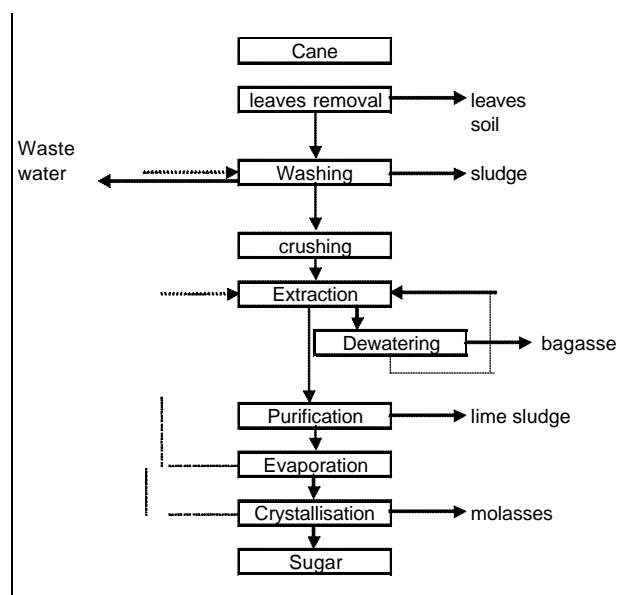 Cane
leaves removal
leaves
soil
Waste
water
Washing
sludge
crushing
Extraction
Dewatering
bagasse
Purification
lime sludge
Evaporation
Crystallisation
molasses
Sugar